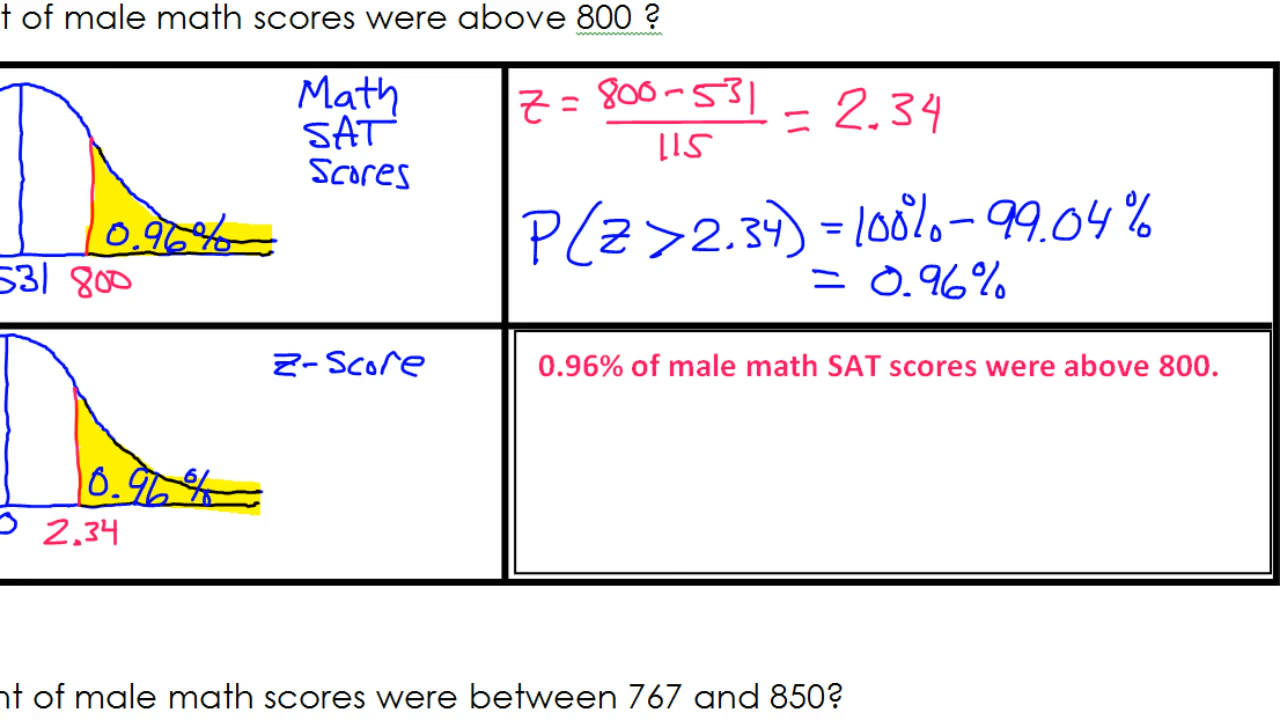 t of male math scores were above 800 ?
Math
SAT
Scores
0.96%
531 800
z = 800-531 / 115 = 2.34
P(z > 2.34) = 100% - 99.04%
= 0.96%
z-Score
0.96%
0 2.34
0.96% of male math SAT scores were above 800.
nt of male math scores were between 767 and 850?